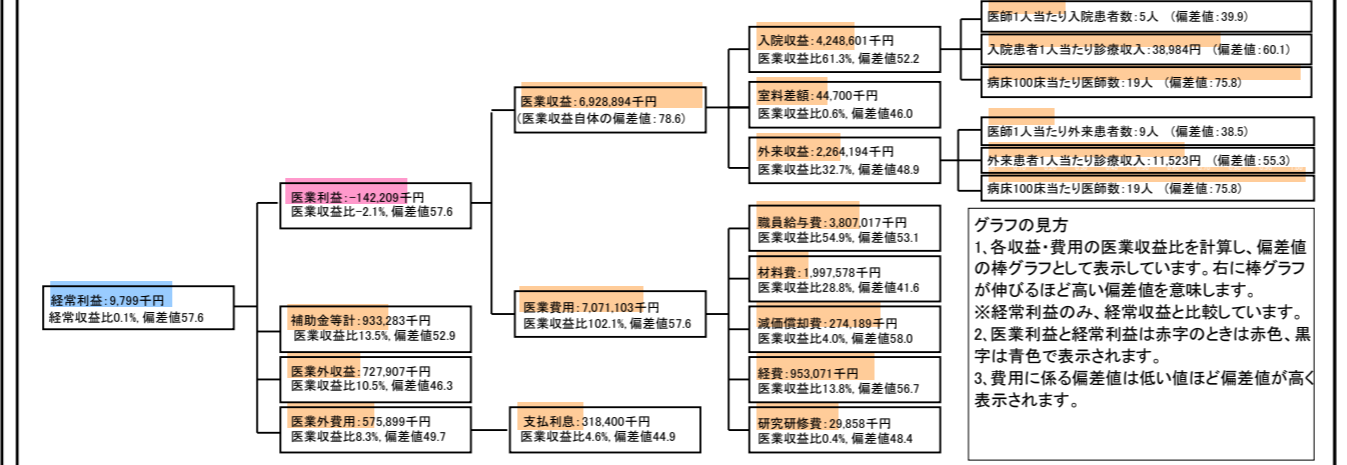 経常利益:9,799千円
経常収益比0.1%, 偏差値57.6
医業利益:-142,209千円
医業収益比-2.1%, 偏差値57.6
補助金等計:933,283千円
医業収益比13.5%, 偏差値52.9
医業外収益:727,907千円
医業収益比10.5%, 偏差値46.3
医業外費用:575,899千円
医業収益比8.3%, 偏差値49.7
医業収益:6,928,894千円
(医業収益自体の偏差値:78.6)
医業費用:7,071,103千円
医業収益比102.1%, 偏差値57.6
支払利息:318,400千円
医業収益比4.6%, 偏差値44.9
入院収益:4,248,601千円
医業収益比61.3%, 偏差値52.2
室料差額:44,700千円
医業収益比0.6%, 偏差値46.0
外来収益:2,264,194千円
医業収益比32.7%, 偏差値48.9
職員給与費:3,807,017千円
医業収益比54.9%, 偏差値53.1
材料費:1,997,578千円
医業収益比28.8%, 偏差値41.6
減価償却費:274,189千円
医業収益比4.0%, 偏差値58.0
経費:953,071千円
医業収益比13.8%, 偏差値56.7
研究研修費:29,858千円
医業収益比0.4%, 偏差値48.4
医師1人当たり入院患者数:5人 (偏差値:39.9)
入院患者1人当たり診療収入:38,984円 (偏差値:60.1)
病床100床当たり医師数:19人 (偏差値:75.8)
医師1人当たり外来患者数:9人 (偏差値:38.5)
外来患者1人当たり診療収入:11,523円 (偏差値:55.3)
病床100床当たり医師数:19人 (偏差値:75.8)
グラフの見方
1、各収益・費用の医業収益比を計算し、偏差値
の棒グラフとして表示しています。右に棒グラフ
が伸びるほど高い偏差値を意味します。
※経常利益のみ、経常収益と比較しています。
2、医業利益と経常利益は赤字のときは赤色、黒
字は青色で表示されます。
3、費用に係る偏差値は低い値ほど偏差値が高く
表示されます。